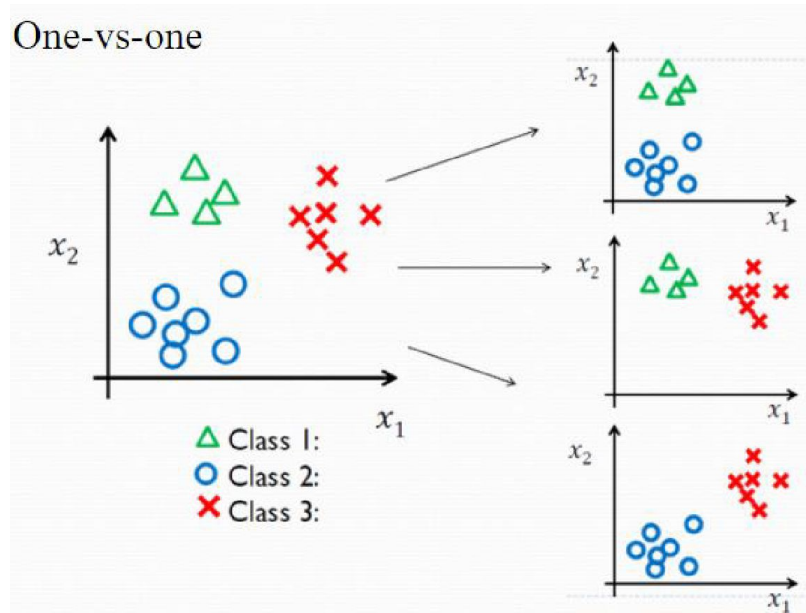 One-vs-one
x₂
x₁
Class 1:
Class 2:
Class 3:
x₂
x₁
x₂
x₁
x₂
x₁